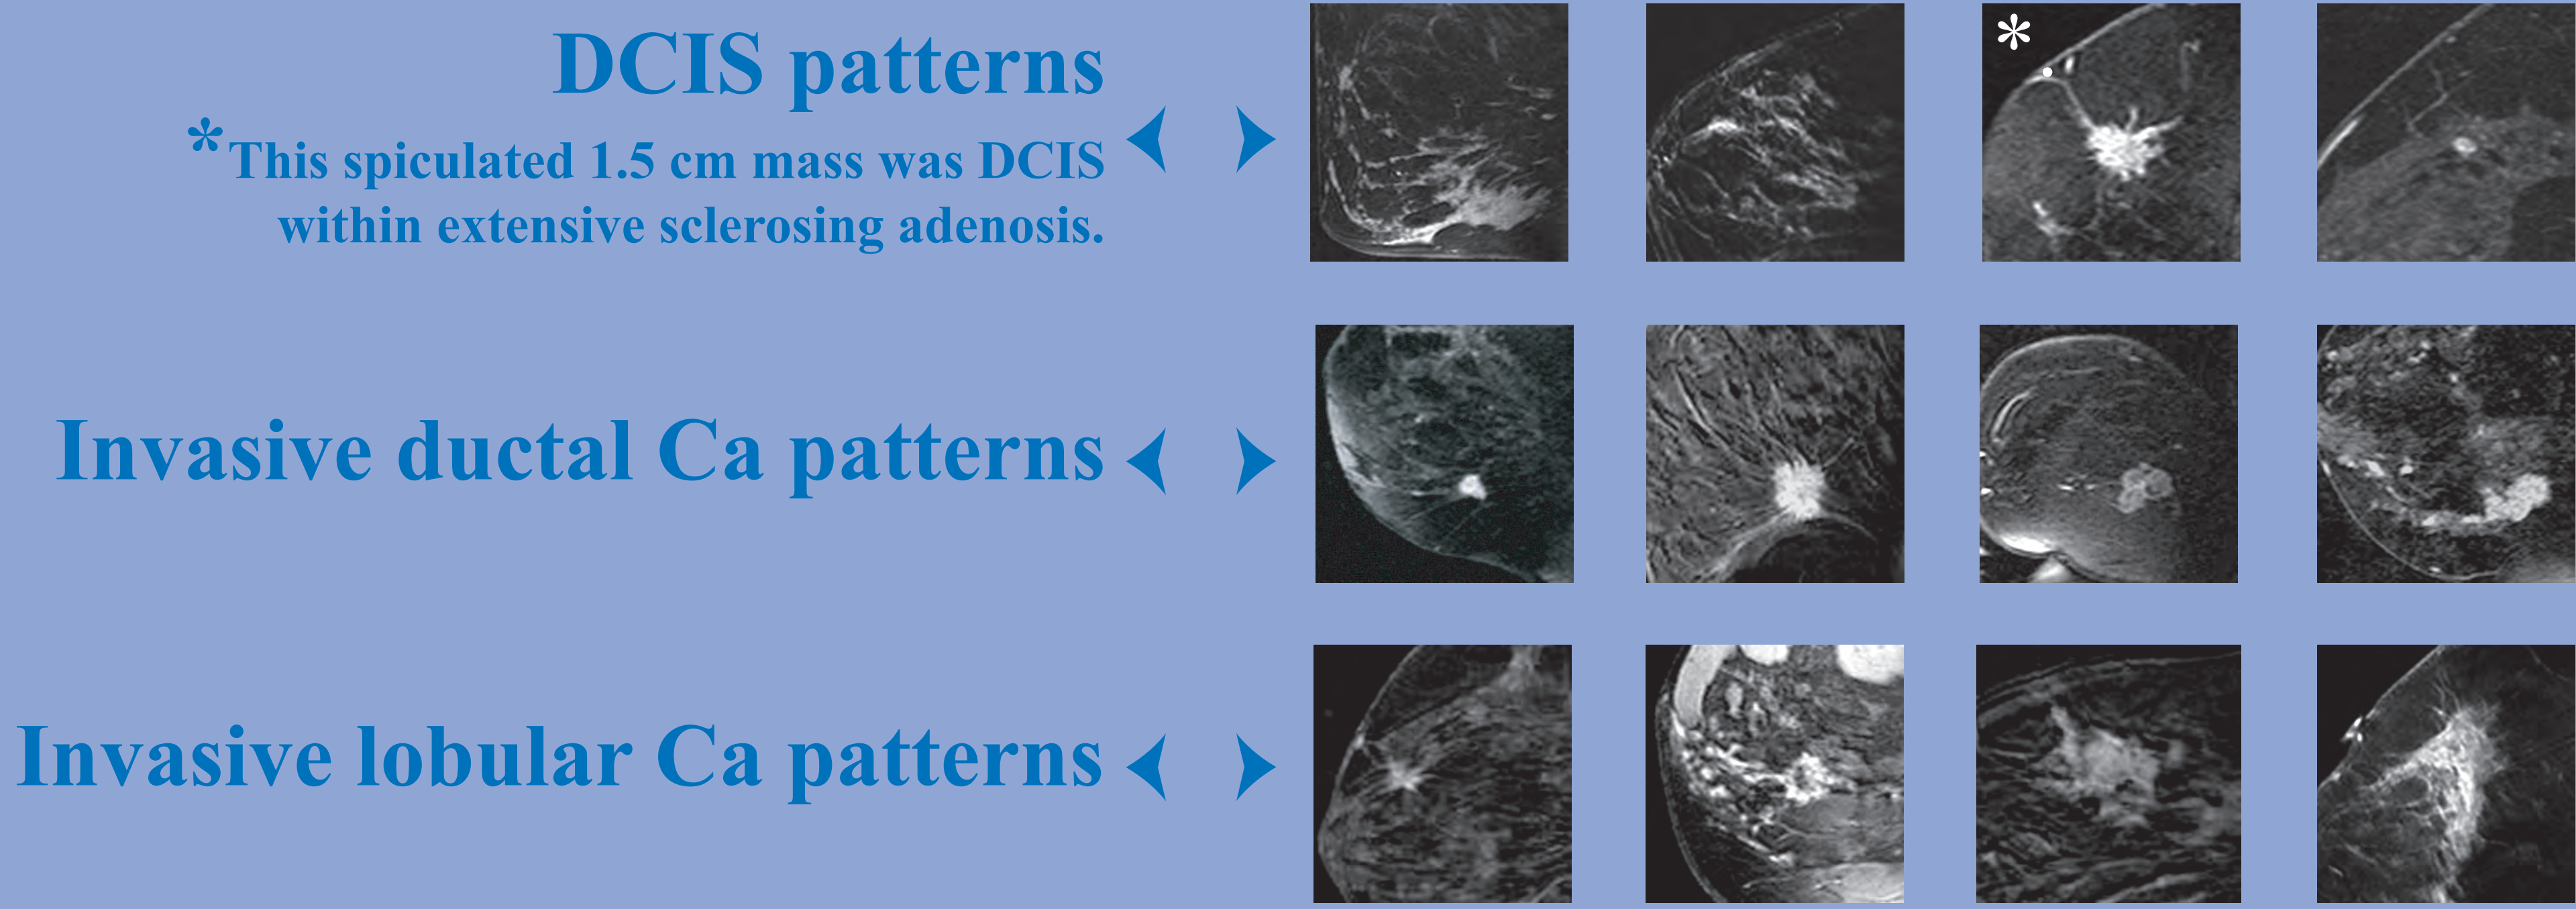 DCIS patterns
*This spiculated 1.5 cm mass was DCIS
within extensive sclerosing adenosis.
*
Invasive ductal Ca patterns
Invasive lobular Ca patterns